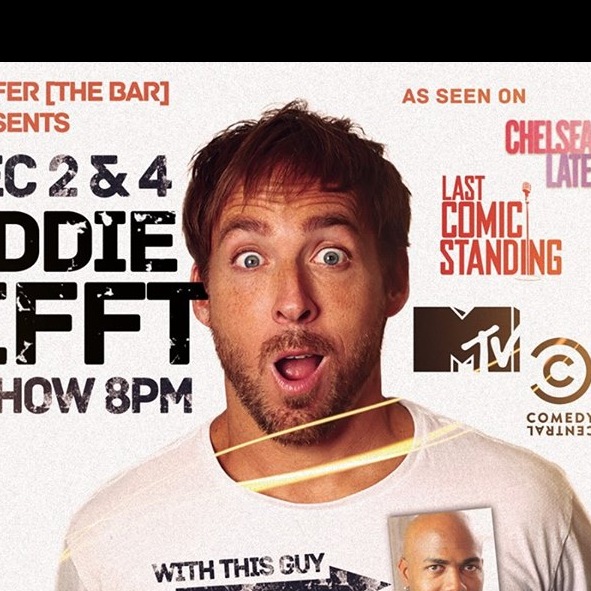 FER [THE BAR]
SENTS
EC 2 & 4
DDIE
IFFT
HOW 8PM
AS SEEN ON
CHELSEA
LATE
LAST
COMIC
STANDING
MTV
C
COMEDY
CENTRAL
WITH THIS GUY